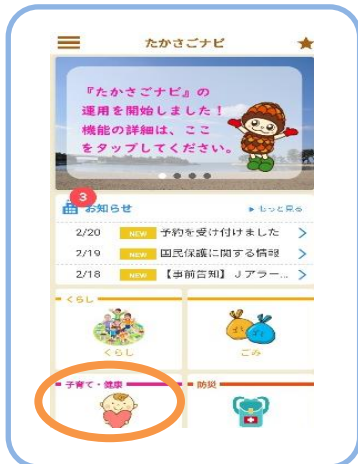 たかさごナビ
『たかさごナビ』の
運用を開始しました！
機能の詳細は、ここ
をタップしてください。
3
お知らせ
▶もっと見る
2/20 NEW 予約を受け付けました
2/19 NEW 国民保護に関する情報
2/18 NEW 【事前告知】Jアラー...
くらし
くらし
ごみ
子育て・健康
防災